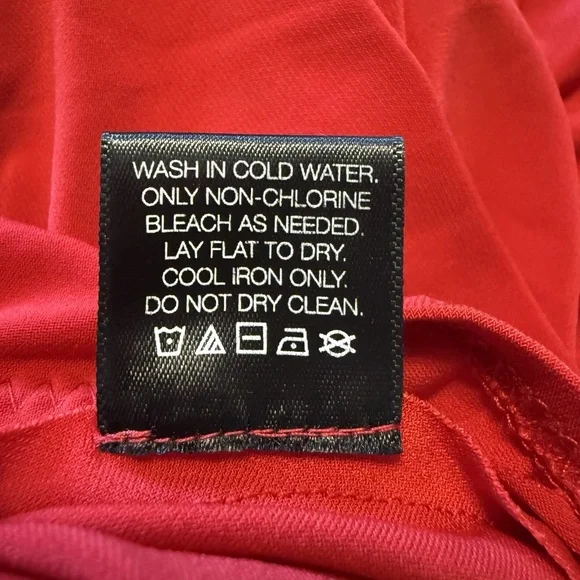 WASH IN COLD WATER.
ONLY NON-CHLORINE
BLEACH AS NEEDED.
LAY FLAT TO DRY.
COOL IRON ONLY.
DO NOT DRY CLEAN.